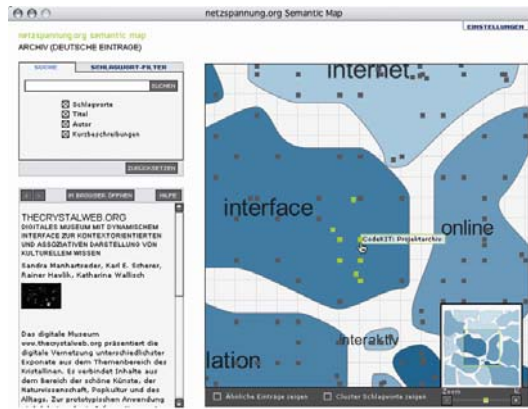 netzspannung.org Semantic Map
EINSTELLUNGEN
netzspannung.org semantic map
ARCHIV (DEUTSCHE EINTRÄGE)
SUCHE
SCHLAGWORT-FILTER
SUCHEN
Schlagworte
Titel
Autor
Kurzbeschreibungen
ZURÜCKSETZEN
IN BROWSER ÖFFNEN
HILFE
THECRYSTALWEB.ORG
DIGITALES MUSEUM MIT DYNAMISCHEM
INTERFACE ZUR KONTEXTORIENTIERTEN
UND ASSOZIATIVEN DARSTELLUNG VON
KULTURELLEM WISSEN
Sandra Manhartseder, Karl E. Scherer,
Rainer Havlik, Katharina Wallisch
Das digitale Museum
www.thecrystalweb.org präsentiert die
digitale Vernetzung unterschiedlichster
Exponate aus dem Themenbereich des
Kristallinen. Es verbindet Inhalte aus
dem Bereich der schöne Künste, der
Naturwissenschaft, Popkultur und des
Alltags. Zur prototypischen Anwendung
internet
interface
CodeKIT: Projektarchiv
online
interaktiv
lation
Zoom
Ähnliche Einträge zeigen
Cluster Schlagworte zeigen